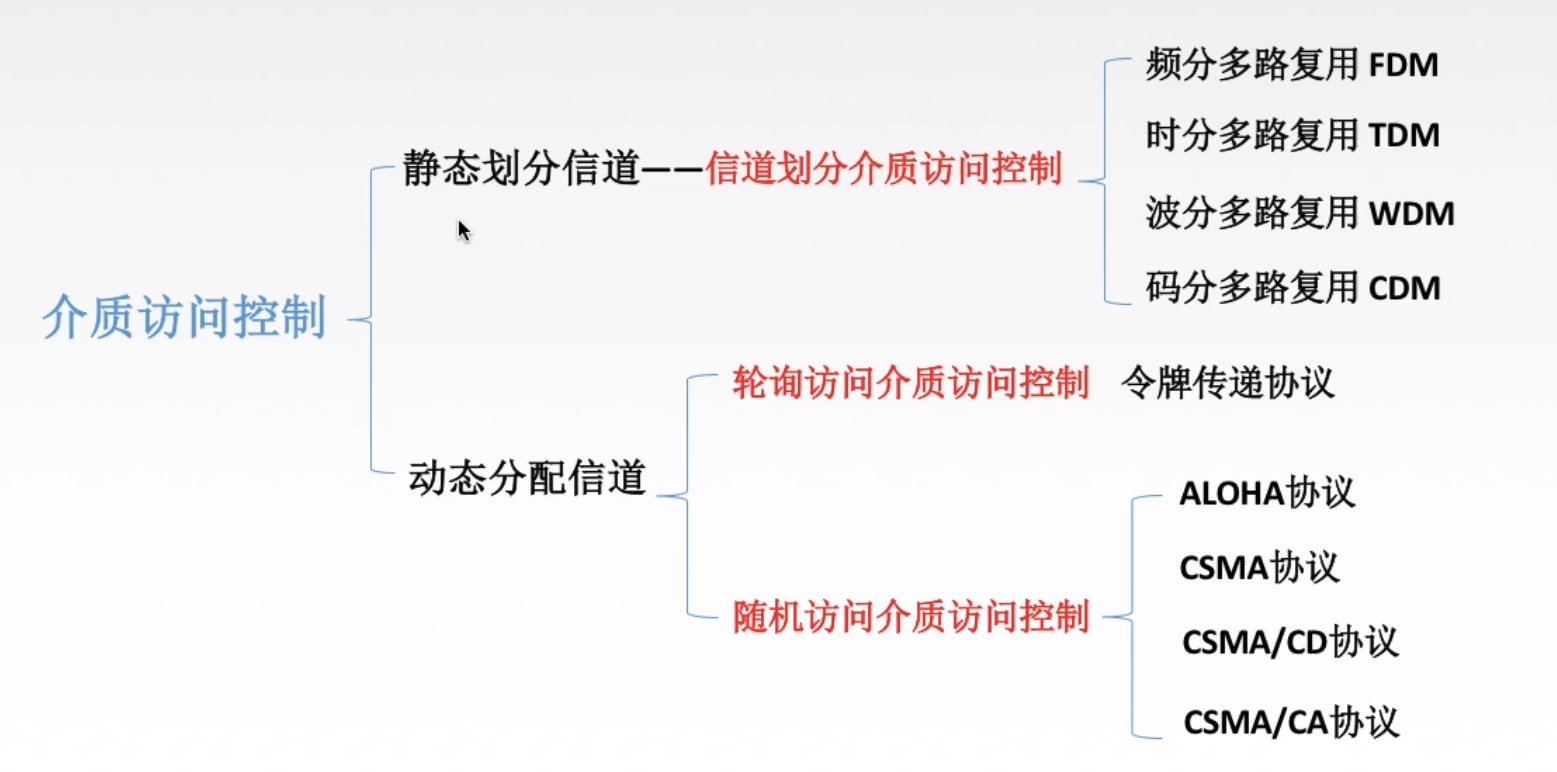 介质访问控制
静态划分信道——信道划分介质访问控制
频分多路复用 FDM
时分多路复用 TDM
波分多路复用 WDM
码分多路复用 CDM
动态分配信道
轮询访问介质访问控制 令牌传递协议
随机访问介质访问控制
ALOHA协议
CSMA协议
CSMA/CD协议
CSMA/CA协议